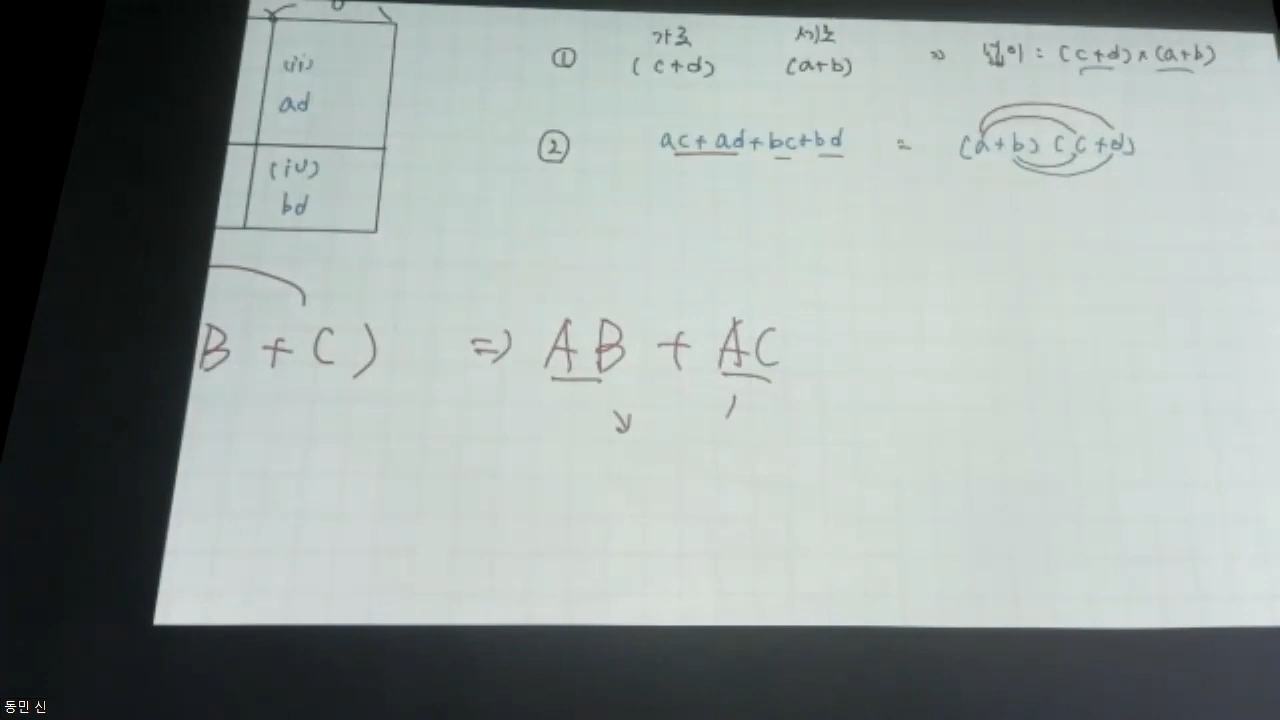 ① 가로 세로
(c+d) (a+b) ⇒ 넓이 : (c+d)×(a+b)
② ac+ad+bc+bd = (a+b)(c+d)
ad
(iv)
bd
B + C) ⇒ AB + AC
동민 신